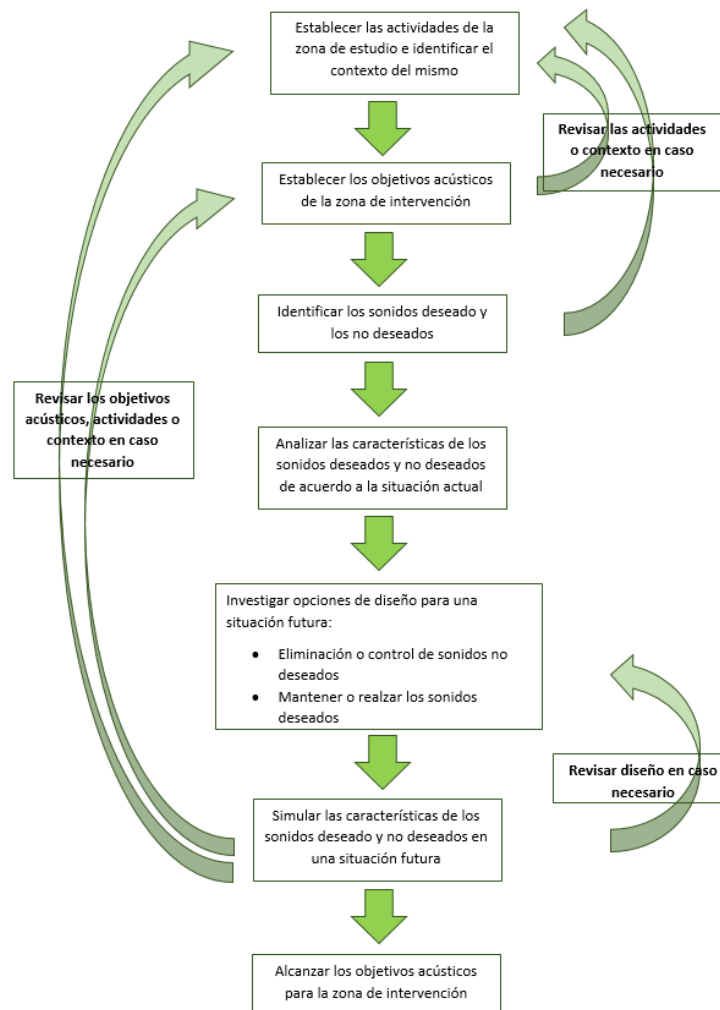 Establecer las actividades de la
zona de estudio e identificar el
contexto del mismo
Revisar las actividades
o contexto en caso
necesario
Establecer los objetivos acústicos
de la zona de intervención
Identificar los sonidos deseado y
los no deseados
Revisar los objetivos
acústicos, actividades o
contexto en caso
necesario
Analizar las características de los
sonidos deseados y no deseados
de acuerdo a la situación actual
Investigar opciones de diseño para una
situación futura:
• Eliminación o control de sonidos no
deseados
• Mantener o realzar los sonidos
deseados
Revisar diseño en caso
necesario
Simular las características de los
sonidos deseado y no deseados en
una situación futura
Alcanzar los objetivos acústicos
para la zona de intervención